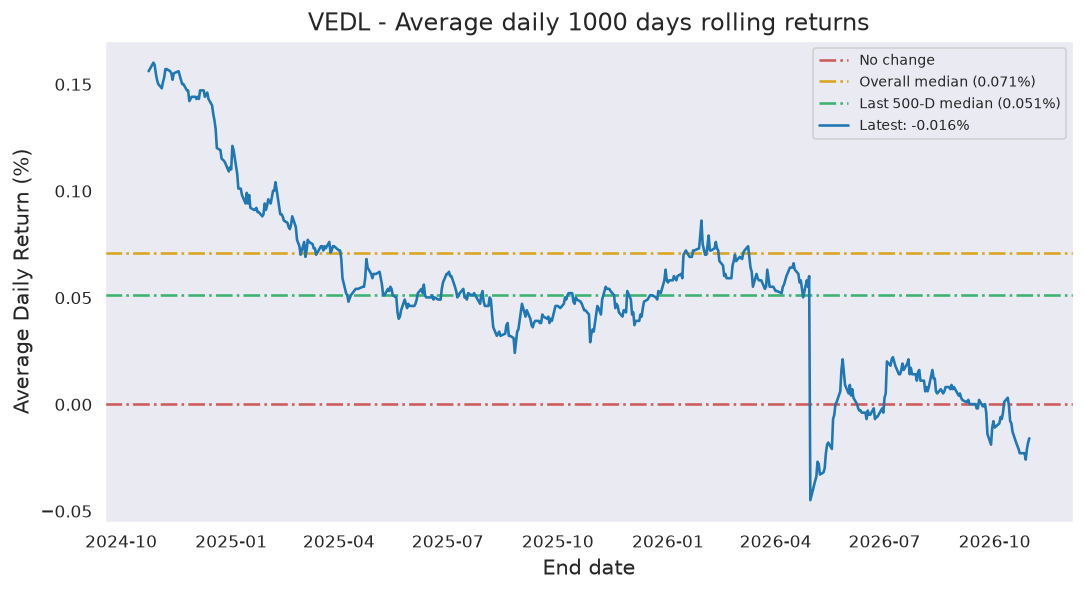 VEDL - Average daily 1000 days rolling returns
No change
Overall median (0.071%)
Last 500-D median (0.051%)
Latest: -0.016%
Average Daily Return (%)
0.15
0.10
0.05
0.00
−0.05
2024-10 2025-01 2025-04 2025-07 2025-10 2026-01 2026-04 2026-07 2026-10
End date